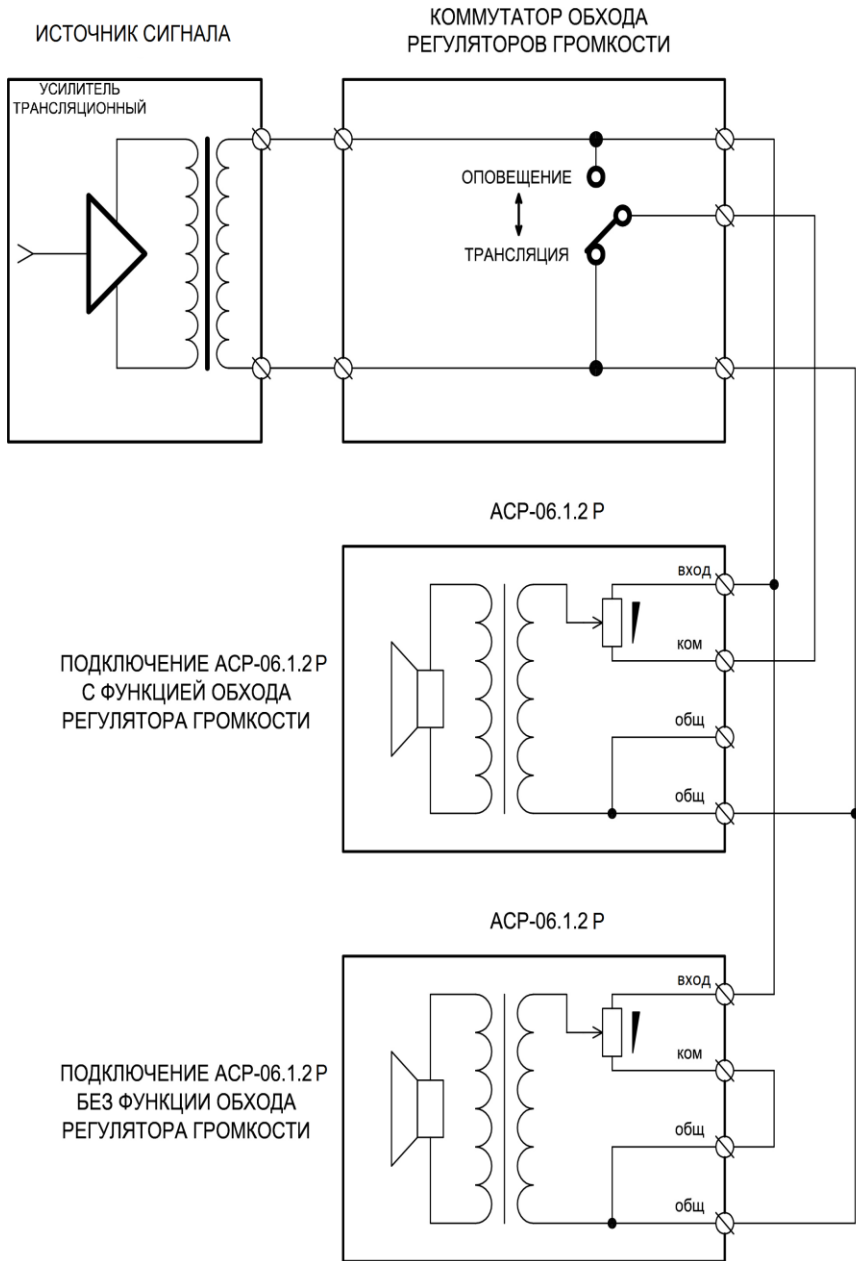 ИСТОЧНИК СИГНАЛА
КОММУТАТОР ОБХОДА
РЕГУЛЯТОРОВ ГРОМКОСТИ
УСИЛИТЕЛЬ
ТРАНСЛЯЦИОННЫЙ
ОПОВЕЩЕНИЕ
ТРАНСЛЯЦИЯ
АСР-06.1.2 Р
вход
ком
общ
общ
ПОДКЛЮЧЕНИЕ АСР-06.1.2 Р
С ФУНКЦИЕЙ ОБХОДА
РЕГУЛЯТОРА ГРОМКОСТИ
АСР-06.1.2 Р
вход
ком
общ
общ
ПОДКЛЮЧЕНИЕ АСР-06.1.2 Р
БЕЗ ФУНКЦИИ ОБХОДА
РЕГУЛЯТОРА ГРОМКОСТИ